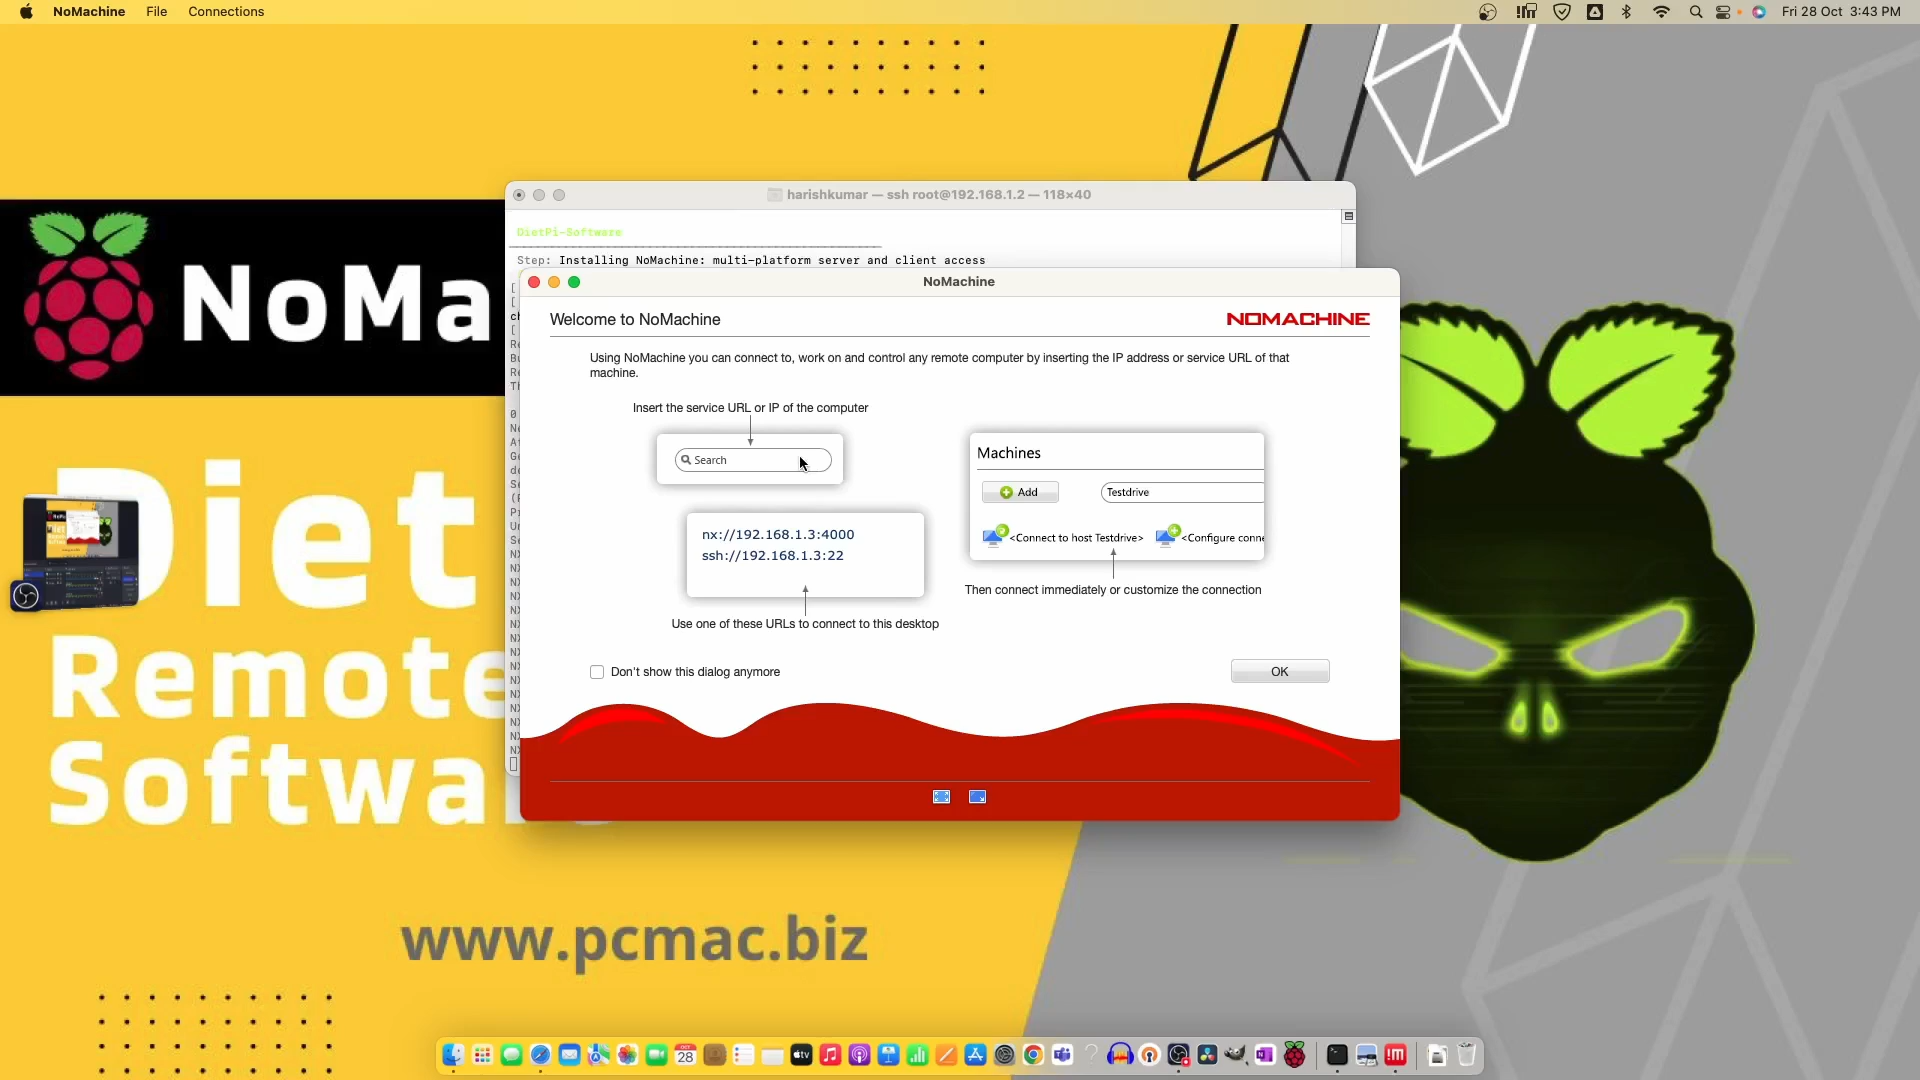 NoMachine File Connections Fri 28 Oct 3:43 PM
harishkumar — ssh root@192.168.1.2 — 118×40
DietPi-Software
Step: Installing NoMachine: multi-platform server and client access
NoMa
NoMachine
Welcome to NoMachine
NOMACHINE
Using NoMachine you can connect to, work on and control any remote computer by inserting the IP address or service URL of that
machine.
Insert the service URL or IP of the computer
Search
nx://192.168.1.3:4000
ssh://192.168.1.3:22
Use one of these URLs to connect to this desktop
Machines
Add
Testdrive
<Connect to host Testdrive>
<Configure conne
Then connect immediately or customize the connection
Don't show this dialog anymore
OK
Diet
Remote
Softwa
www.pcmac.biz
OCT
28
tv